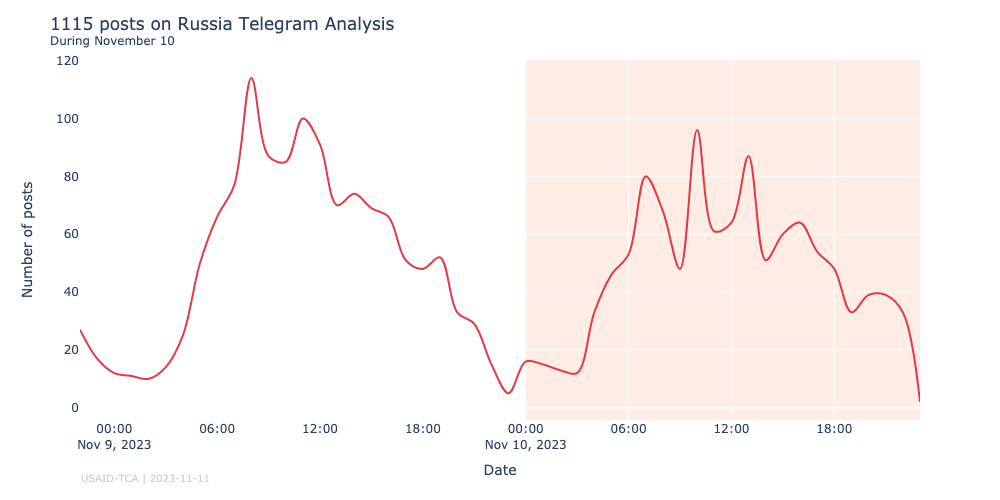 1115 posts on Russia Telegram Analysis
During November 10
120
100
80
60
40
20
0
Number of posts
00:00 06:00 12:00 18:00 00:00 06:00 12:00 18:00
Nov 9, 2023 Nov 10, 2023
Date
USAID-TCA | 2023-11-11